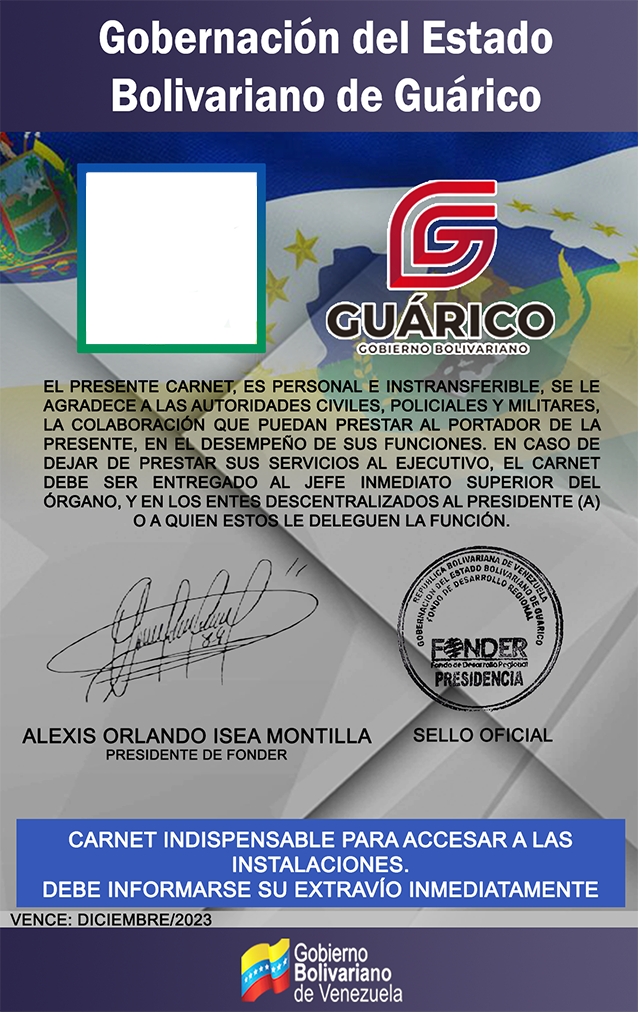 Gobernación del Estado
Bolivariano de Guárico
G
GUÁRICO
GOBIERNO BOLIVARIANO
EL PRESENTE CARNET, ES PERSONAL E INSTRANSFERIBLE, SE LE
AGRADECE A LAS AUTORIDADES CIVILES, POLICIALES Y MILITARES,
LA COLABORACIÓN QUE PUEDAN PRESTAR AL PORTADOR DE LA
PRESENTE, EN EL DESEMPEÑO DE SUS FUNCIONES. EN CASO DE
DEJAR DE PRESTAR SUS SERVICIOS AL EJECUTIVO, EL CARNET
DEBE SER ENTREGADO AL JEFE INMEDIATO SUPERIOR DEL
ÓRGANO, Y EN LOS ENTES DESCENTRALIZADOS AL PRESIDENTE (A)
O A QUIEN ESTOS LE DELEGUEN LA FUNCIÓN.
REPÚBLICA BOLIVARIANA DE VENEZUELA
GOBERNACIÓN DEL ESTADO BOLIVARIANO DE GUÁRICO
FONDO DE DESARROLLO REGIONAL
FONDER
Fondo de Desarrollo Regional
PRESIDENCIA
ALEXIS ORLANDO ISEA MONTILLA
PRESIDENTE DE FONDER
SELLO OFICIAL
CARNET INDISPENSABLE PARA ACCESAR A LAS
INSTALACIONES.
DEBE INFORMARSE SU EXTRAVÍO INMEDIATAMENTE
VENCE: DICIEMBRE/2023
Gobierno
Bolivariano
de Venezuela